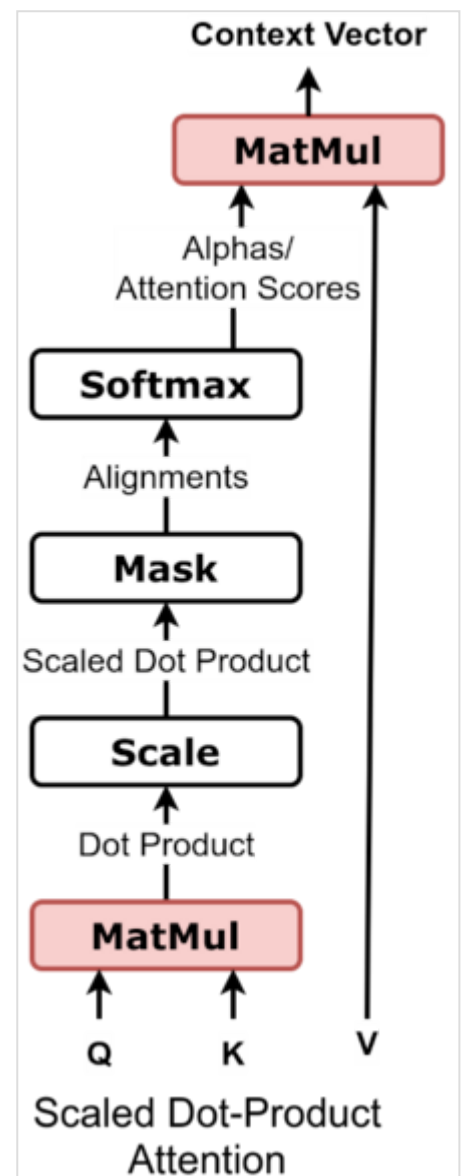 Context Vector
MatMul
Alphas/
Attention Scores
Softmax
Alignments
Mask
Scaled Dot Product
Scale
Dot Product
MatMul
Q K V
Scaled Dot-Product
Attention